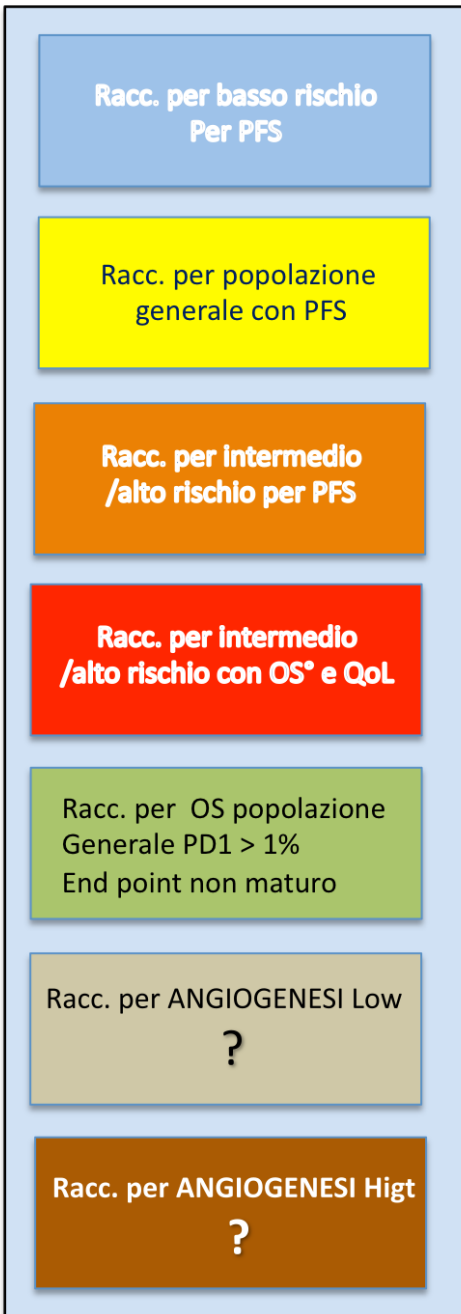 Racc. per basso rischio
Per PFS
Racc. per popolazione
generale con PFS
Racc. per intermedio
/alto rischio per PFS
Racc. per intermedio
/alto rischio con OS° e QoL
Racc. per OS popolazione
Generale PD1 > 1%
End point non maturo
Racc. per ANGIOGENESI Low
?
Racc. per ANGIOGENESI Higt
?